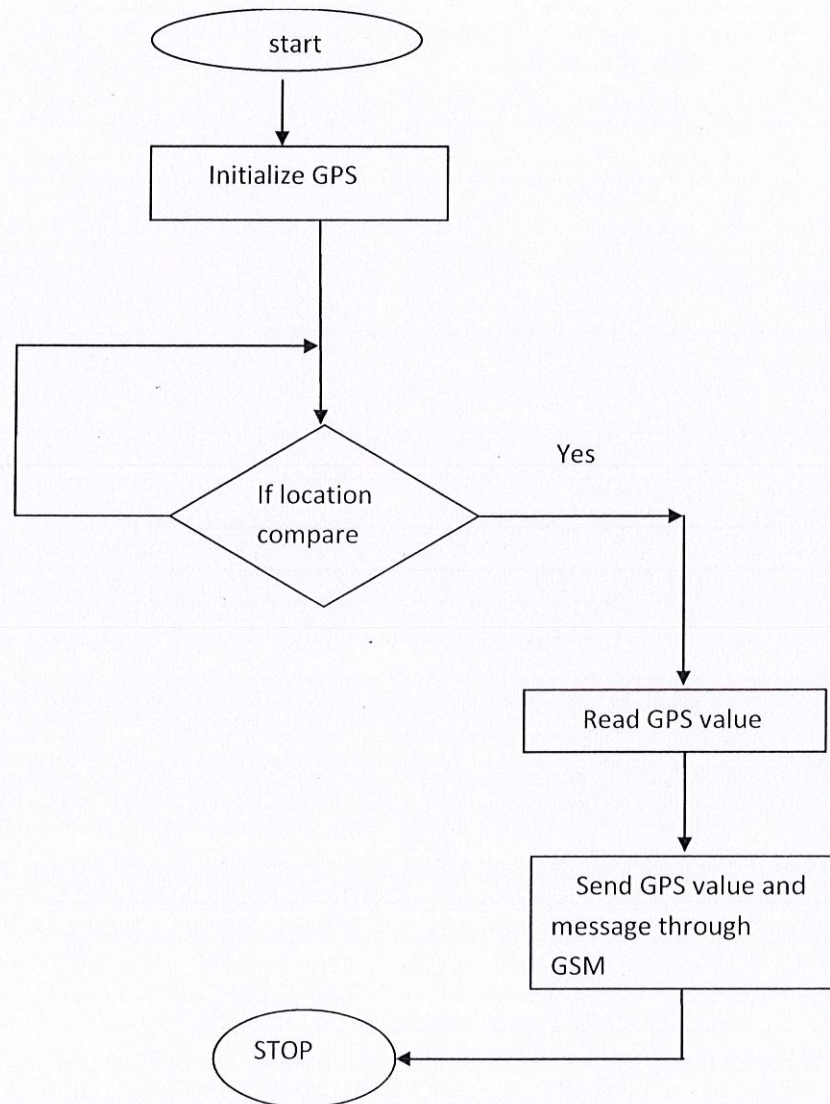 start
Initialize GPS
If location
compare
Yes
Read GPS value
Send GPS value and
message through
GSM
STOP